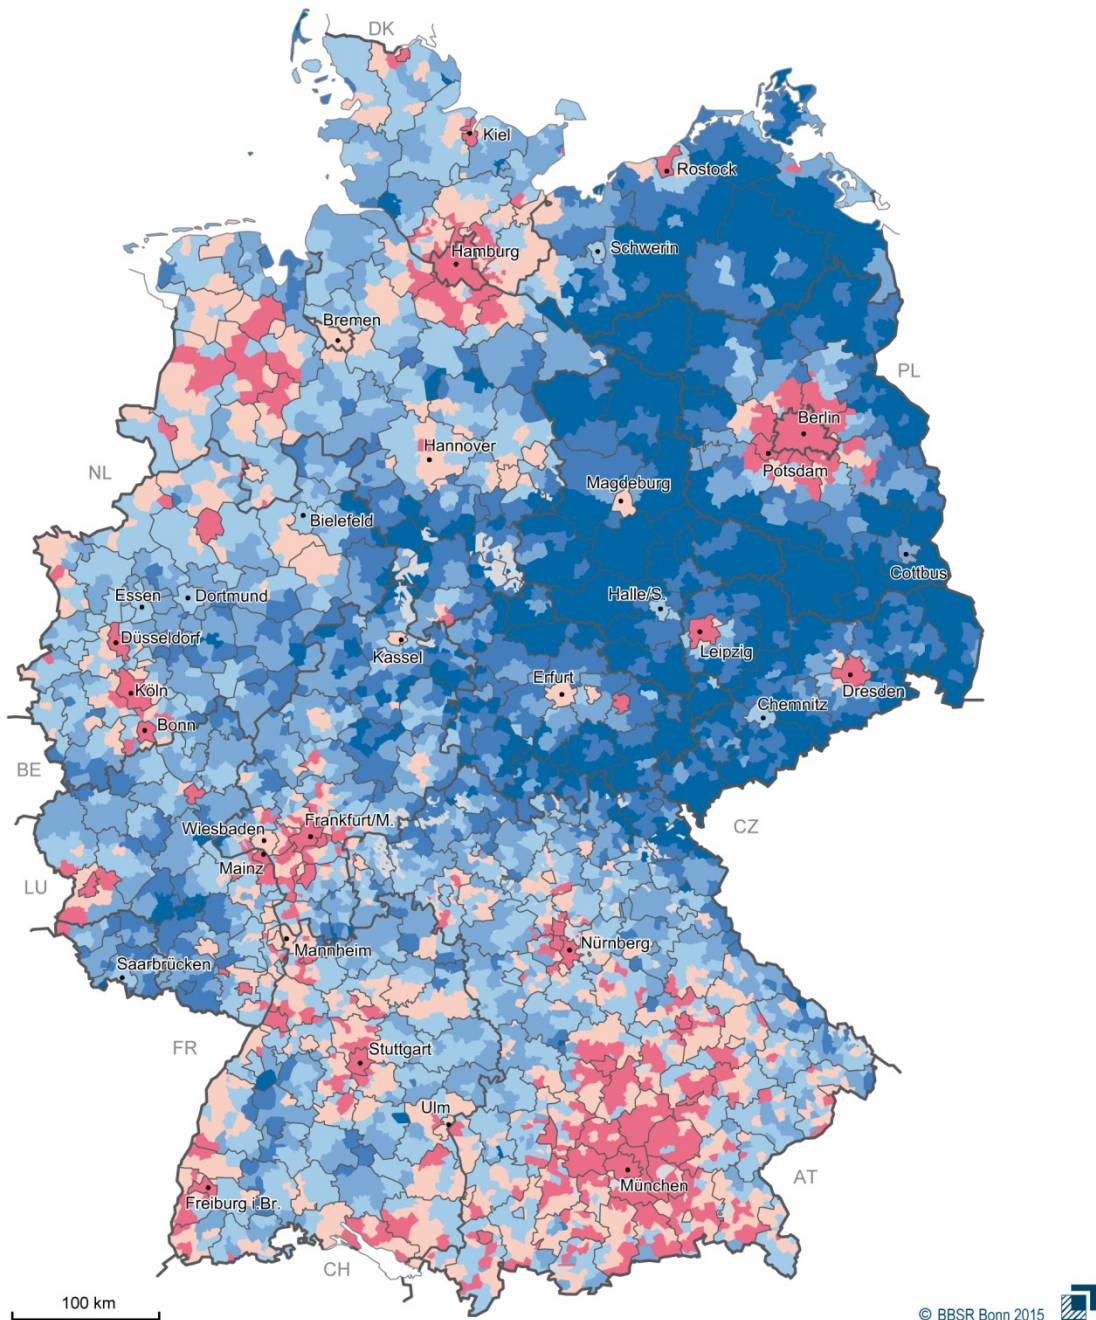 DK
Kiel
Rostock
Hamburg
Schwerin
Bremen
PL
Berlin
Hannover
NL
Potsdam
Magdeburg
Bielefeld
Cottbus
Essen
Dortmund
Halle/S.
Düsseldorf
Kassel
Leipzig
Erfurt
Köln
Dresden
Chemnitz
Bonn
BE
Frankfurt/M.
Wiesbaden
CZ
Mainz
LU
Nürnberg
Mannheim
Saarbrücken
FR
Stuttgart
Ulm
AT
München
Freiburg i.Br.
CH
100 km
© BBSR Bonn 2015